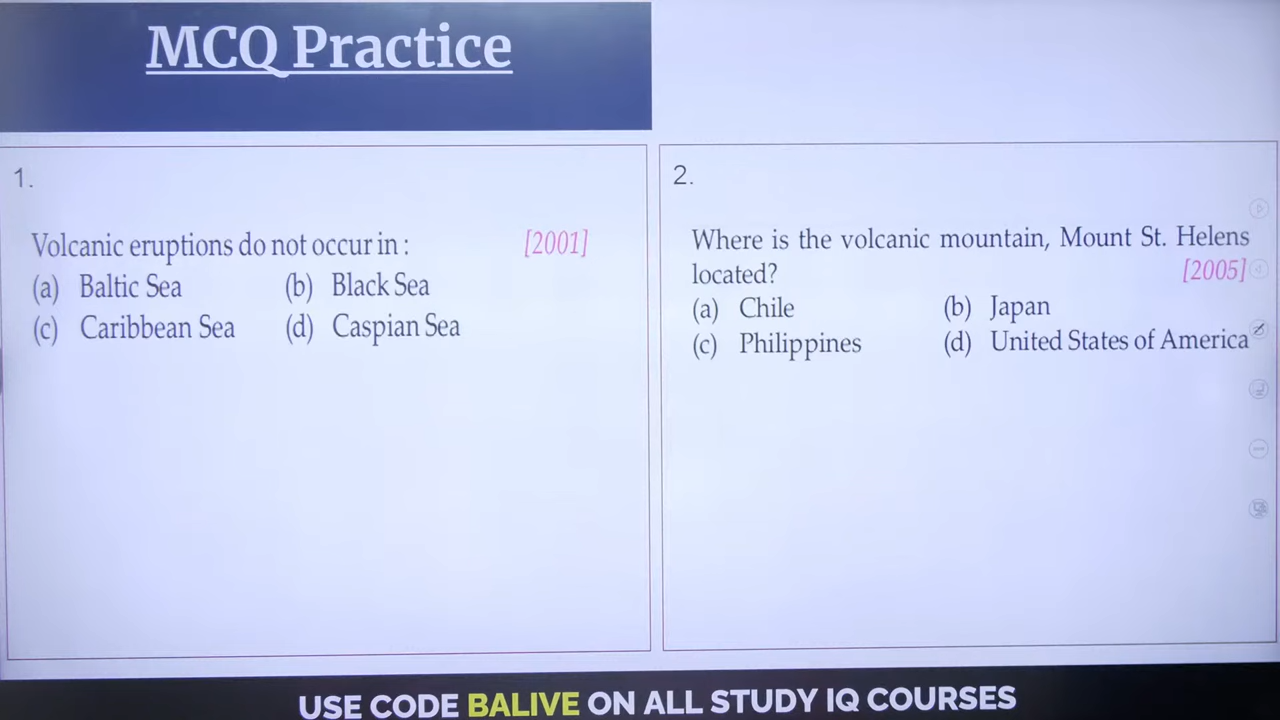 MCQ Practice
1.
Volcanic eruptions do not occur in : [2001]
(a) Baltic Sea (b) Black Sea
(c) Caribbean Sea (d) Caspian Sea
2.
Where is the volcanic mountain, Mount St. Helens
located? [2005]
(a) Chile (b) Japan
(c) Philippines (d) United States of America
USE CODE BALIVE ON ALL STUDY IQ COURSES